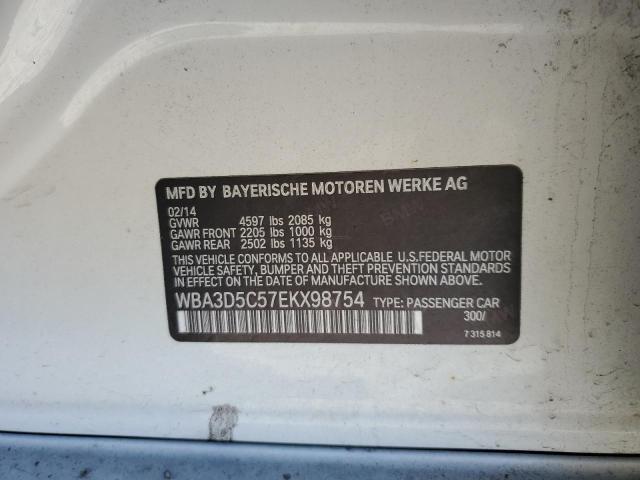 MFD BY BAYERISCHE MOTOREN WERKE AG
02/14
GVWR 4597 lbs 2085 kg
GAWR FRONT 2205 lbs 1000 kg
GAWR REAR 2502 lbs 1135 kg
THIS VEHICLE CONFORMS TO ALL APPLICABLE U.S.FEDERAL MOTOR
VEHICLE SAFETY, BUMPER, AND THEFT PREVENTION STANDARDS IN
EFFECT ON THE DATE OF MANUFACTURE SHOWN ABOVE.
WBA3D5C57EKX98754 TYPE: PASSENGER CAR
300/
7 315 814